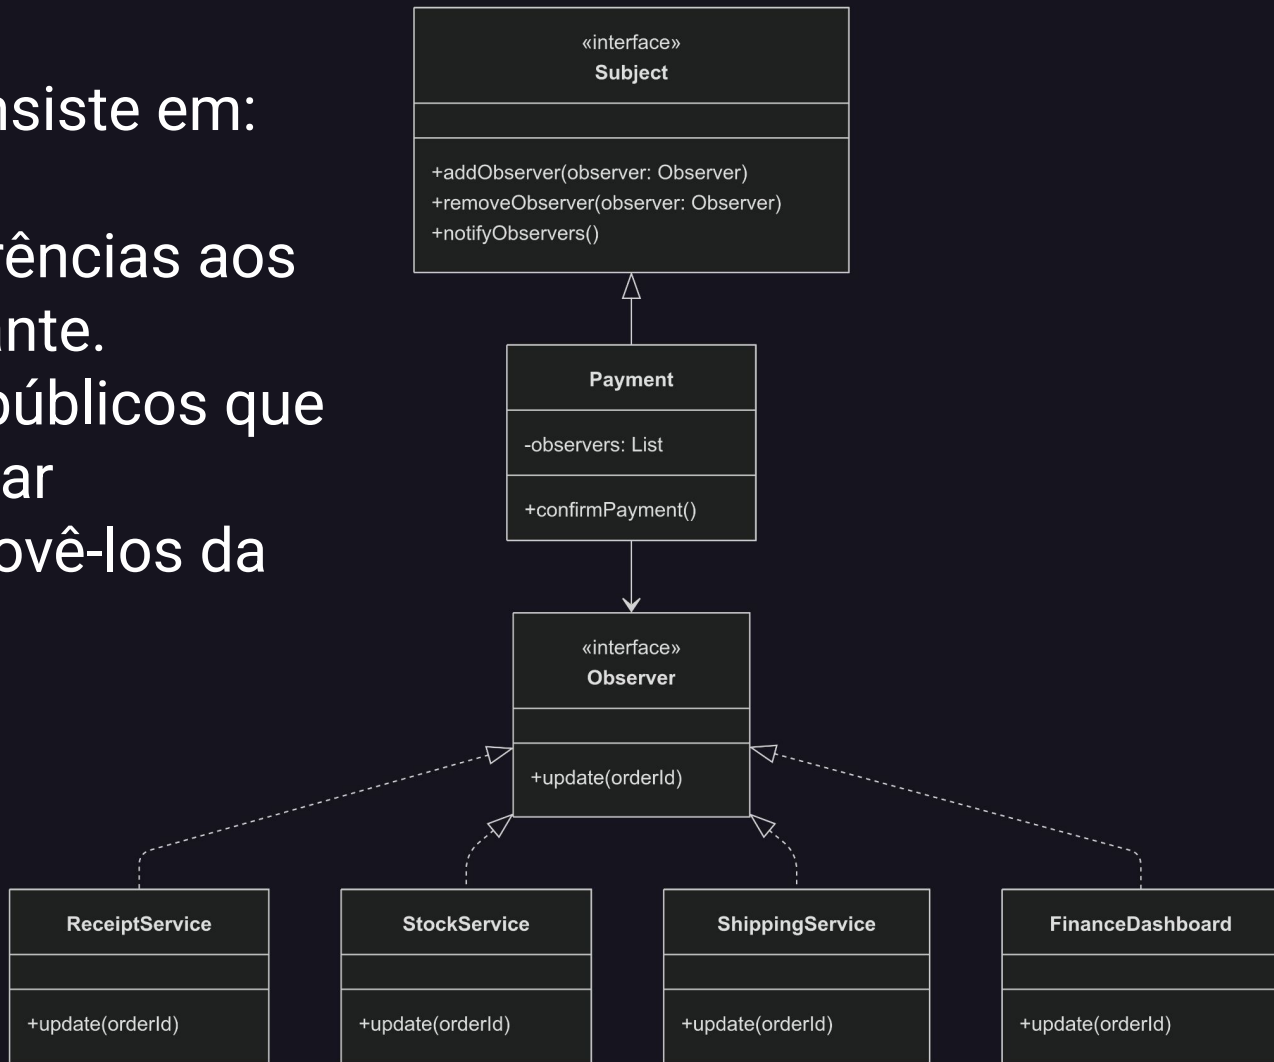 nsiste em:
rências aos
ante.
públicos que
ar
ovê-los da
«interface»
Subject
+addObserver(observer: Observer)
+removeObserver(observer: Observer)
+notifyObservers()
Payment
-observers: List
+confirmPayment()
«interface»
Observer
+update(orderId)
ReceiptService
+update(orderId)
StockService
+update(orderId)
ShippingService
+update(orderId)
FinanceDashboard
+update(orderId)